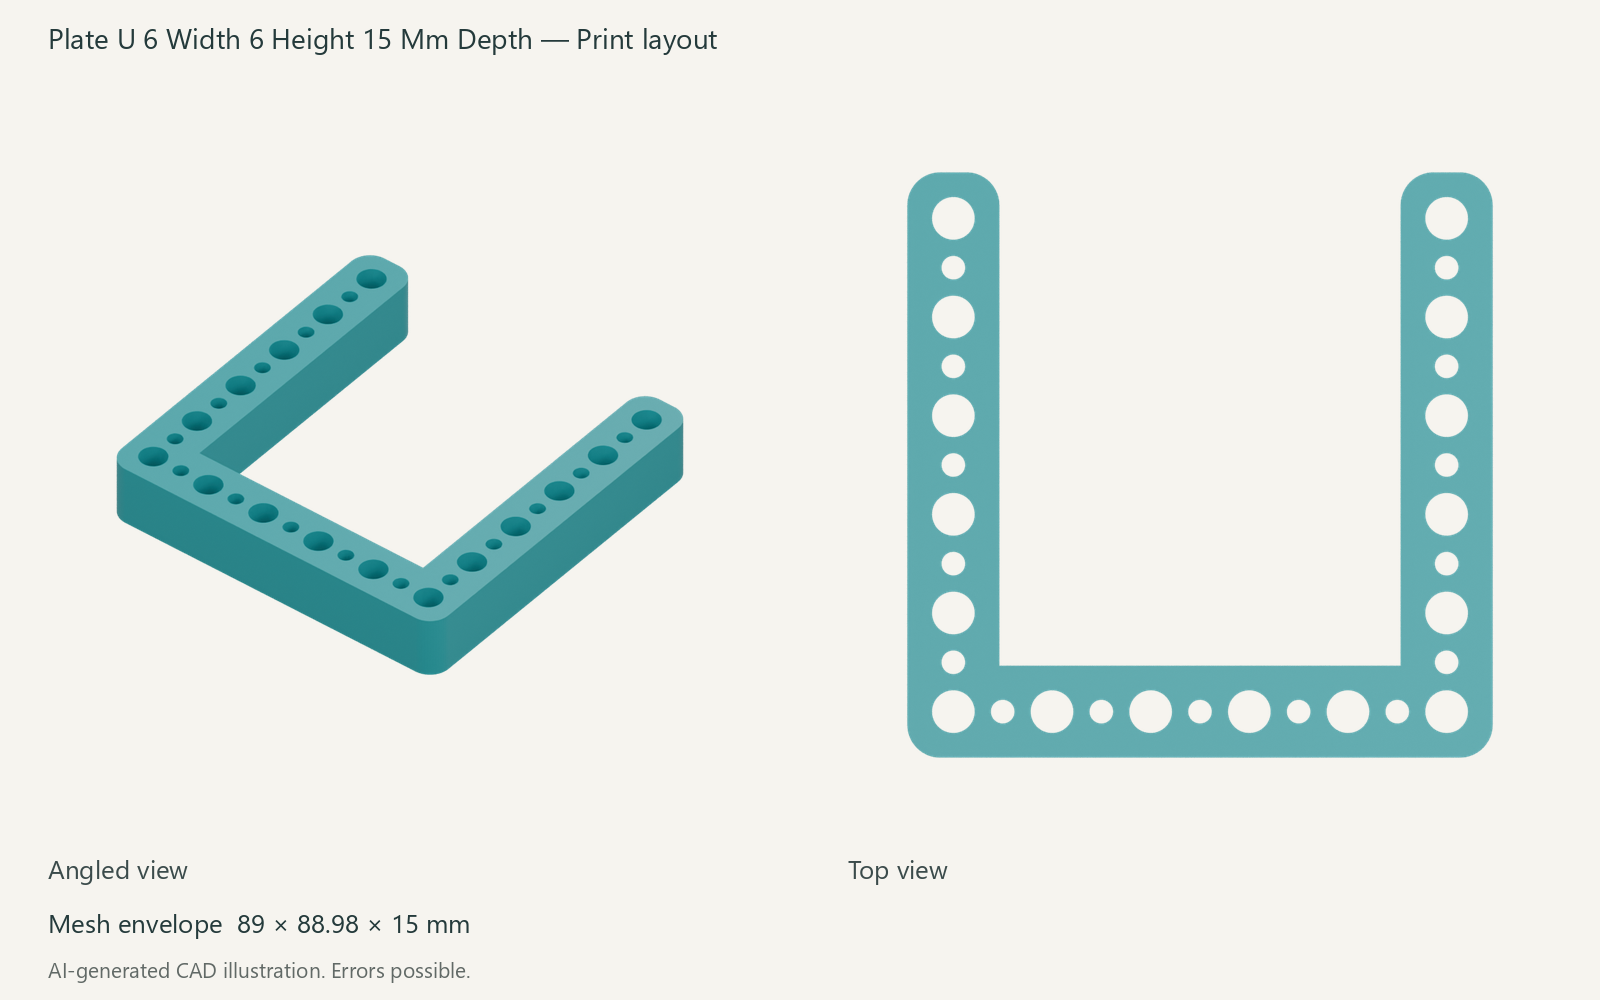 Plate U 6 Width 6 Height 15 Mm Depth — Print layout
Angled view
Top view
Mesh envelope  89 × 88.98 × 15 mm
AI-generated CAD illustration. Errors possible.